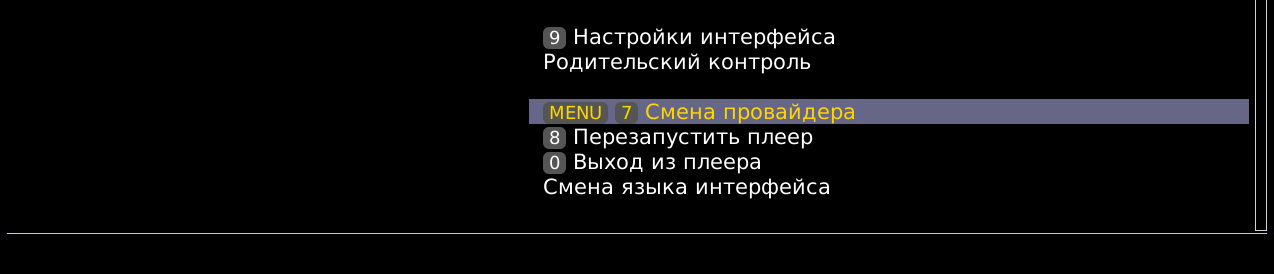 9 Настройки интерфейса
Родительский контроль
MENU 7 Смена провайдера
8 Перезапустить плеер
0 Выход из плеера
Смена языка интерфейса